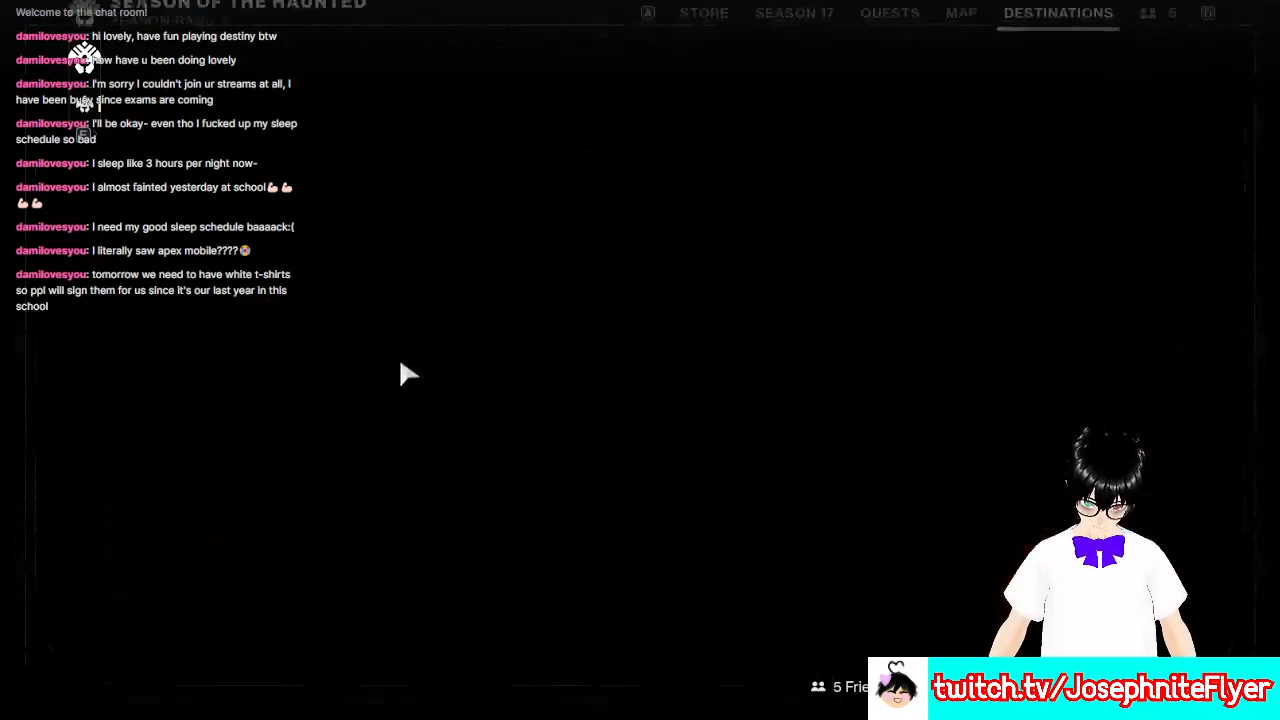 SEASON OF THE HAUNTED
Welcome to the chat room!
A STORE SEASON 17 QUESTS MAP DESTINATIONS 5 D
damilovesyou: hi lovely, have fun playing destiny btw
damilovesyou: how have u been doing lovely
damilovesyou: I'm sorry I couldn't join ur streams at all, I
have been busy since exams are coming
damilovesyou: I'll be okay- even tho I fucked up my sleep
schedule so bad
damilovesyou: I sleep like 3 hours per night now-
damilovesyou: I almost fainted yesterday at school💪🏻💪🏻
💪🏻💪🏻
damilovesyou: I need my good sleep schedule baaaack:(
damilovesyou: I literally saw apex mobile????😭
damilovesyou: tomorrow we need to have white t-shirts
so ppl will sign them for us since it's our last year in this
school
5 Frie
twitch.tv/JosephniteFlyer